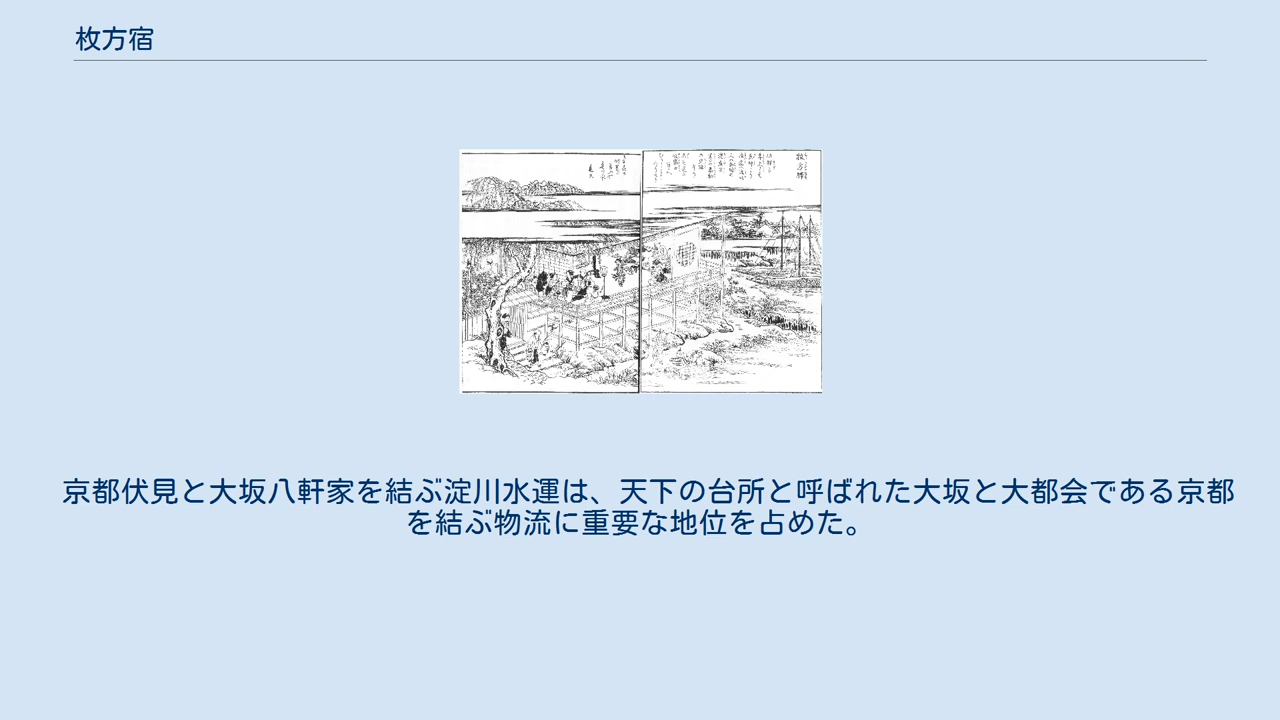 枚方宿
京都伏見と大坂八軒家を結ぶ淀川水運は、天下の台所と呼ばれた大坂と大都会である京都
を結ぶ物流に重要な地位を占めた。